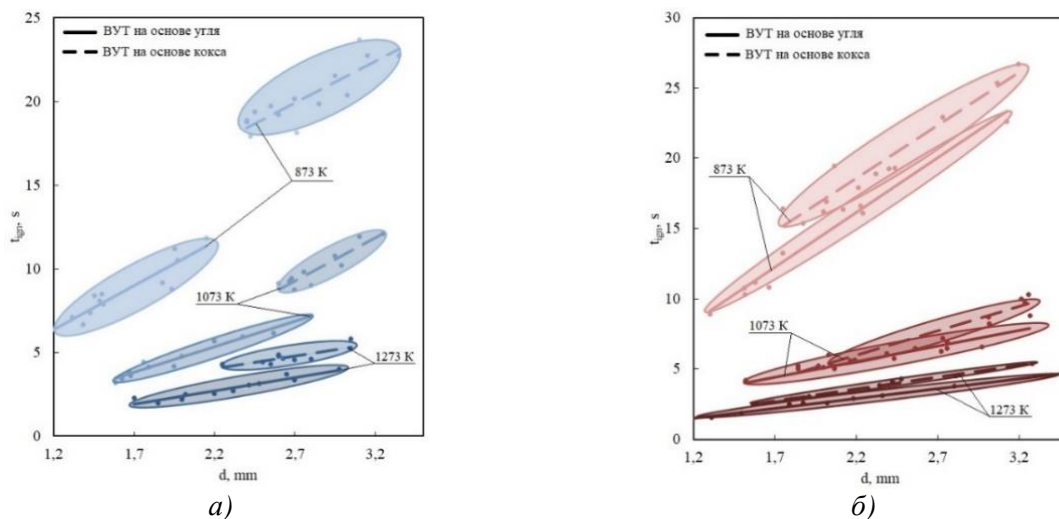 25
20
15
10
5
0
t_ign, s
ВУТ на основе угля
ВУТ на основе кокса
873 К
1073 К
1273 К
1,2 1,7 2,2 2,7 3,2
d, mm
а)
30
25
20
15
10
5
0
t_ign, s
ВУТ на основе угля
ВУТ на основе кокса
873 К
1073 К
1273 К
1,2 1,7 2,2 2,7 3,2
d, mm
б)